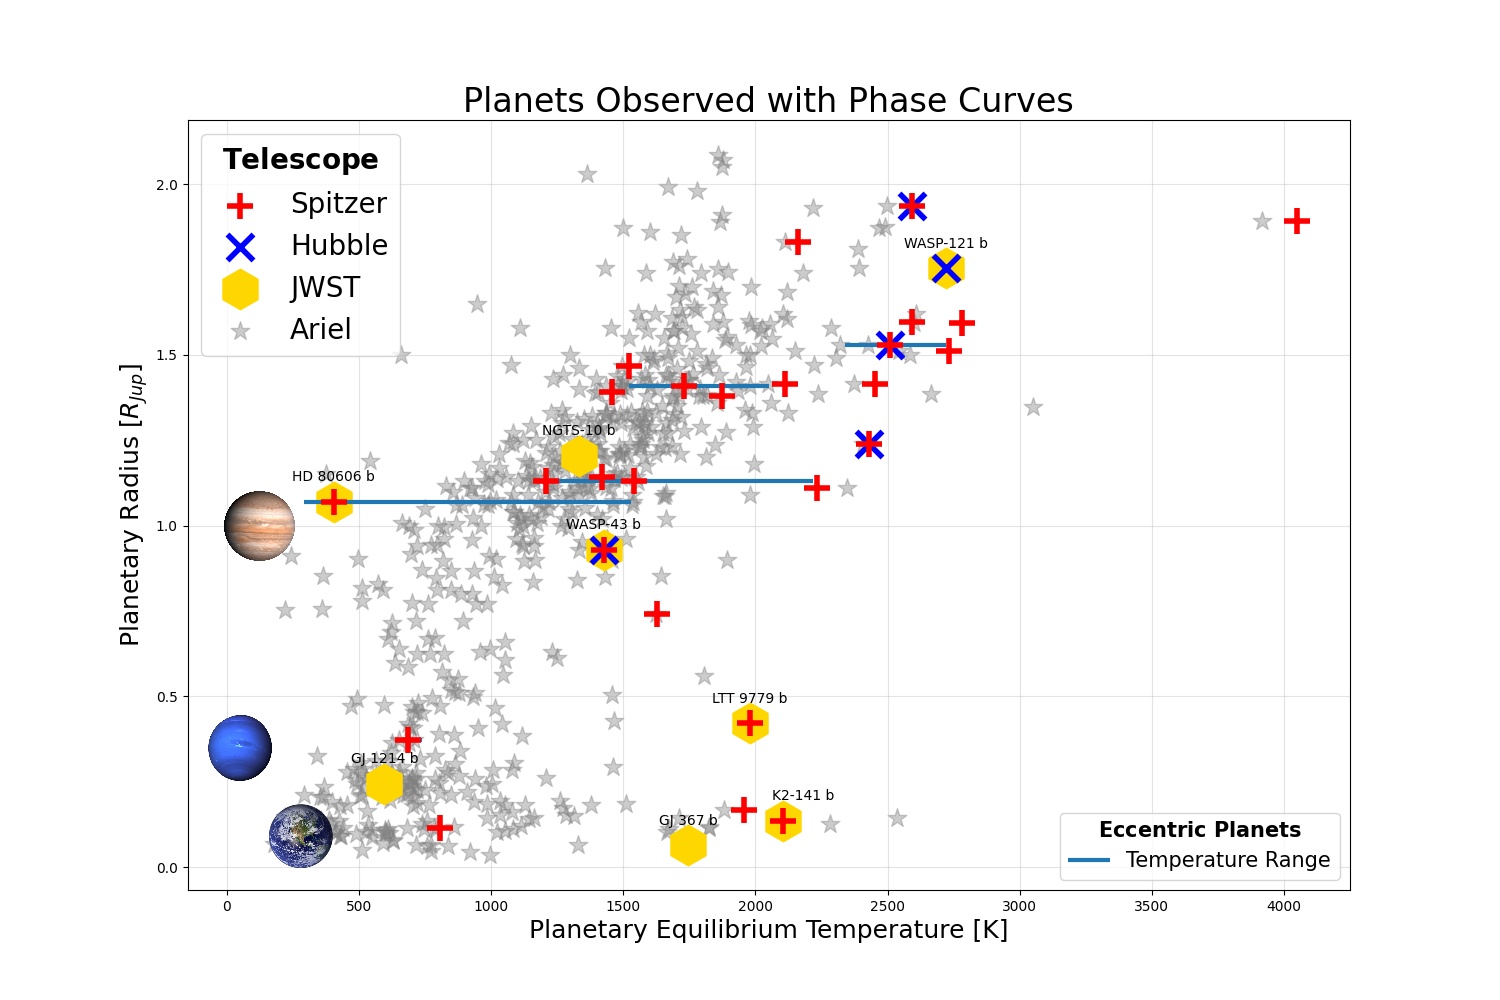 Planets Observed with Phase Curves
Telescope
Spitzer
Hubble
JWST
Ariel
WASP-121 b
NGTS-10 b
HD 80606 b
WASP-43 b
LTT 9779 b
GJ 1214 b
K2-141 b
GJ 367 b
Eccentric Planets
Temperature Range
2.0
1.5
1.0
0.5
0.0
Planetary Radius [R_Jup]
0 500 1000 1500 2000 2500 3000 3500 4000
Planetary Equilibrium Temperature [K]